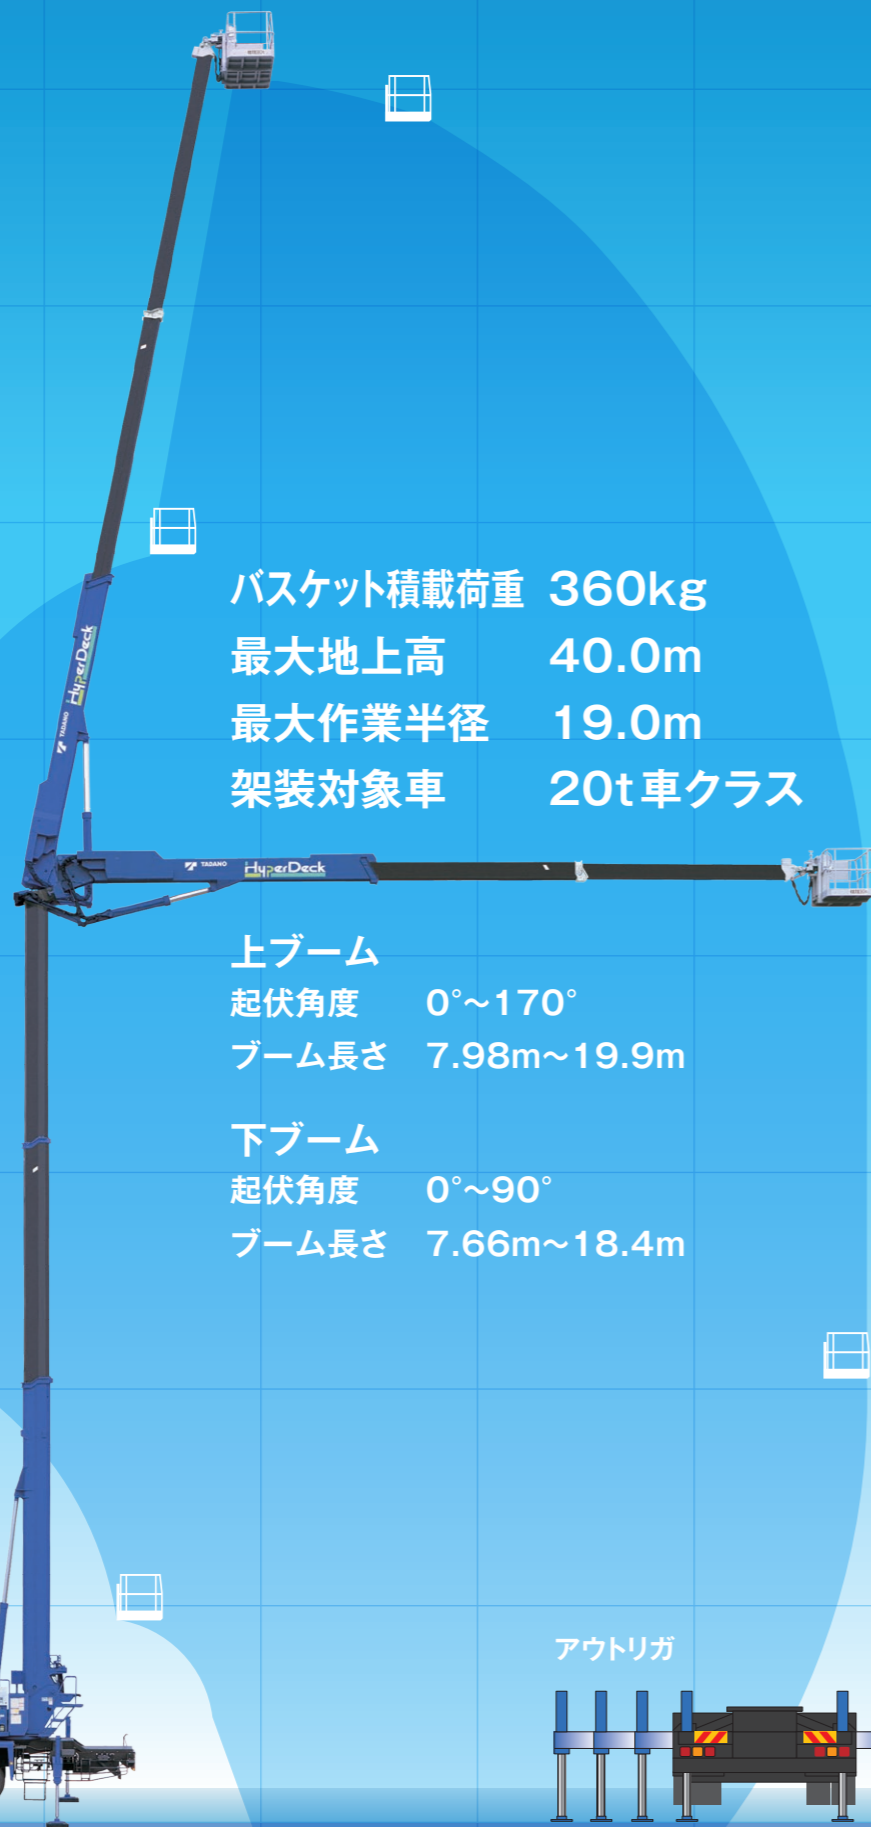 HyperDeck
TADANO
バスケット積載荷重 360kg
最大地上高 40.0m
最大作業半径 19.0m
架装対象車 20t車クラス
TADANO HyperDeck
上ブーム
起伏角度 0°～170°
ブーム長さ 7.98m～19.9m
下ブーム
起伏角度 0°～90°
ブーム長さ 7.66m～18.4m
アウトリガ